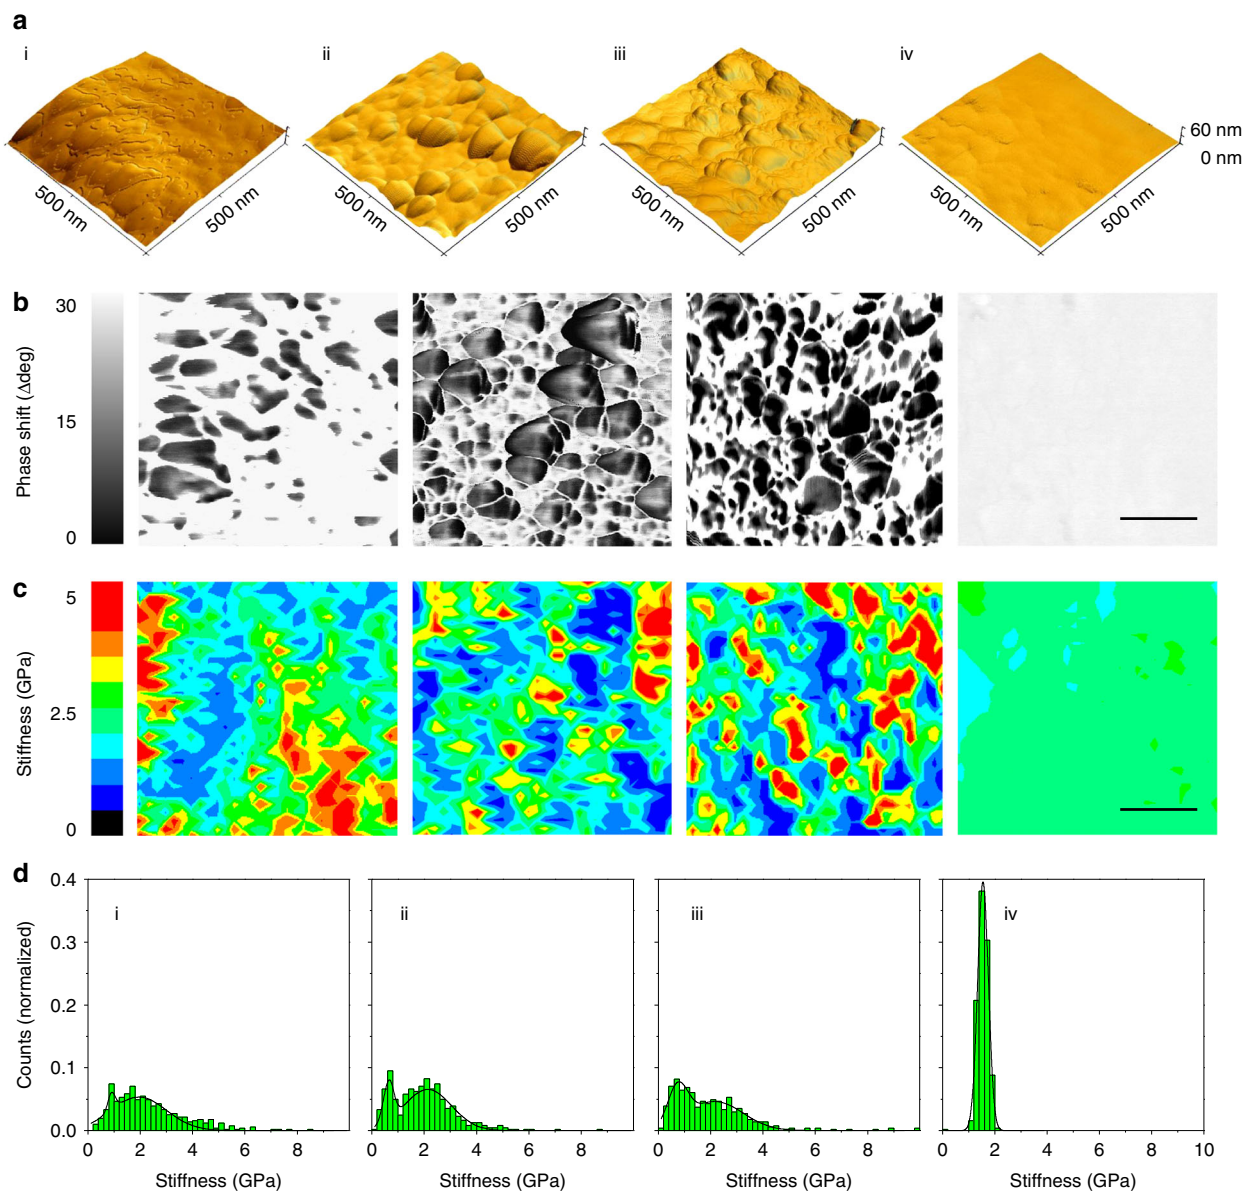 a
i
ii
iii
iv
60 nm
0 nm
500 nm
500 nm
500 nm
500 nm
500 nm
500 nm
500 nm
500 nm
b
30
15
0
Phase shift (Δdeg)
c
5
2.5
0
Stiffness (GPa)
d
0.4
0.3
0.2
0.1
0.0
Counts (normalized)
i
ii
iii
iv
0 2 4 6 8
0 2 4 6 8
0 2 4 6 8
0 2 4 6 8 10
Stiffness (GPa)
Stiffness (GPa)
Stiffness (GPa)
Stiffness (GPa)